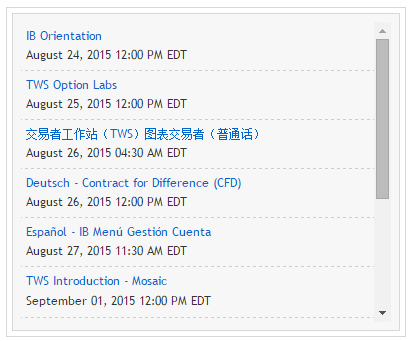 IB Orientation
August 24, 2015 12:00 PM EDT
TWS Option Labs
August 25, 2015 12:00 PM EDT
交易者工作站（TWS）图表交易者（普通话）
August 26, 2015 04:30 AM EDT
Deutsch - Contract for Difference (CFD)
August 26, 2015 12:00 PM EDT
Español - IB Menú Gestión Cuenta
August 27, 2015 11:30 AM EDT
TWS Introduction - Mosaic
September 01, 2015 12:00 PM EDT